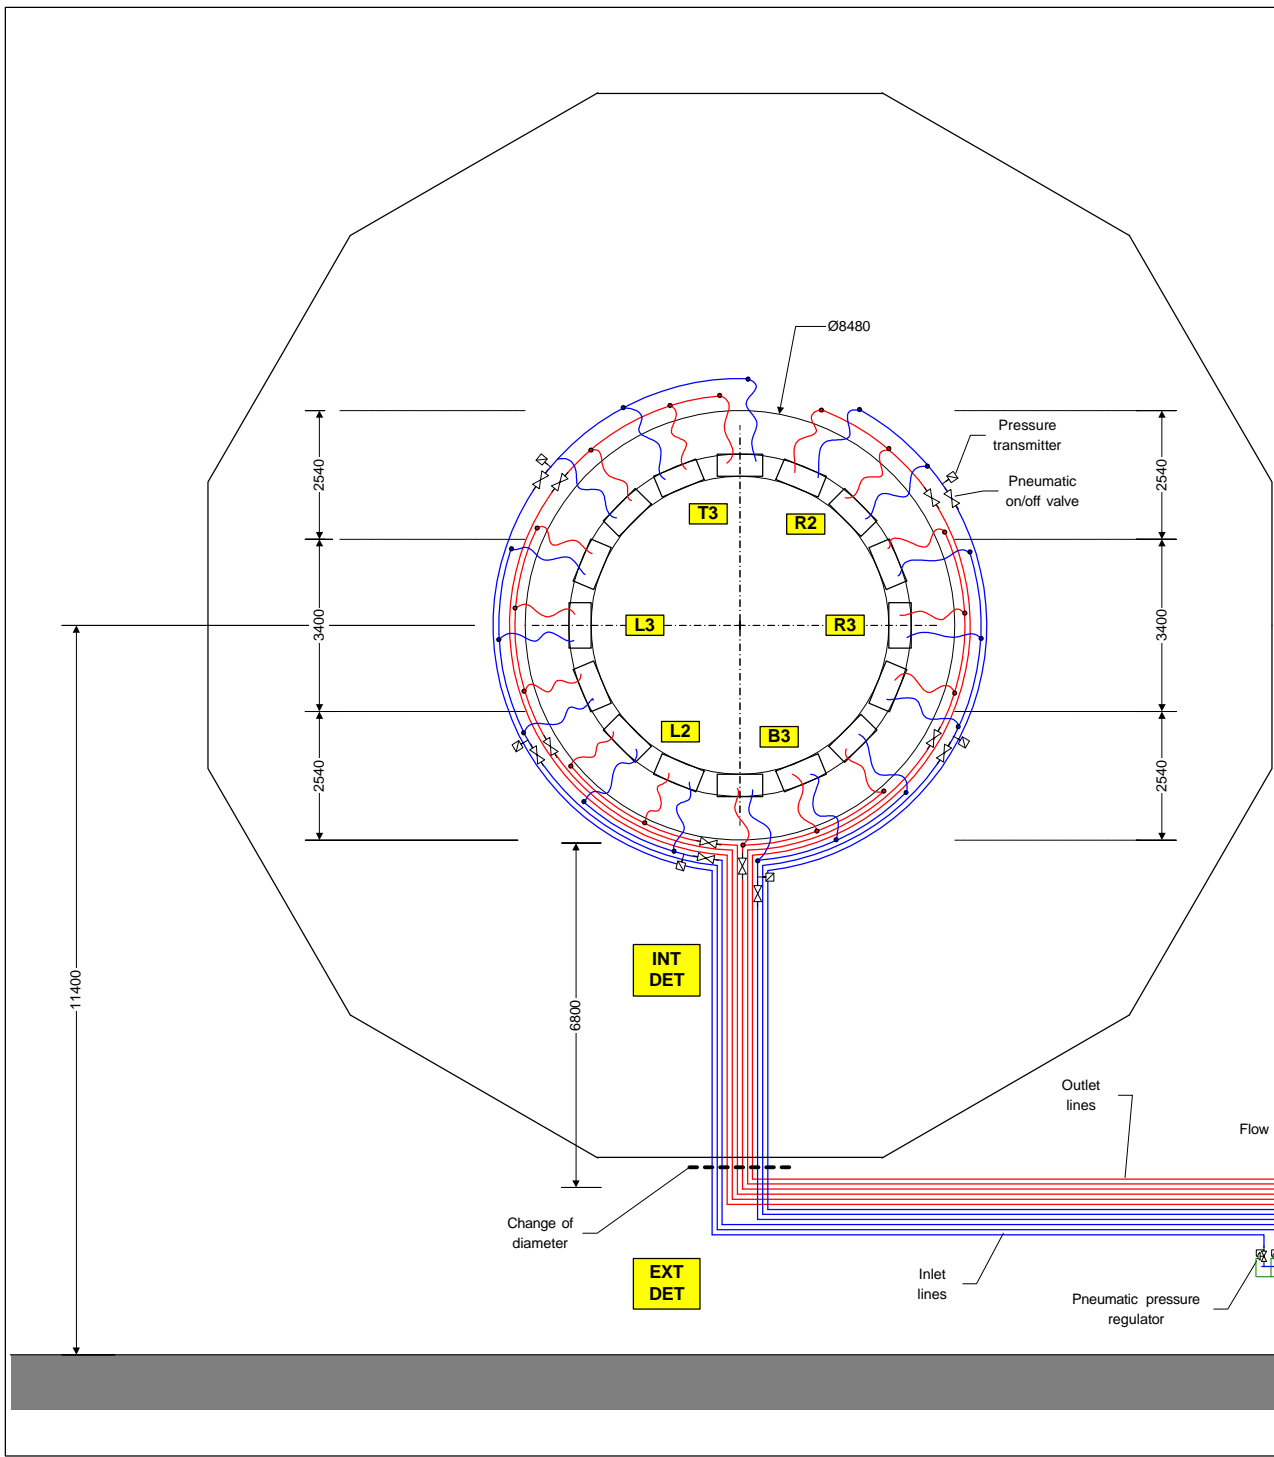 Ø8480
2540
3400
2540
2540
3400
2540
Pressure
transmitter
Pneumatic
on/off valve
T3
R2
L3
R3
L2
B3
INT
DET
11400
6800
Outlet
lines
Flow
Change of
diameter
EXT
DET
Inlet
lines
Pneumatic pressure
regulator